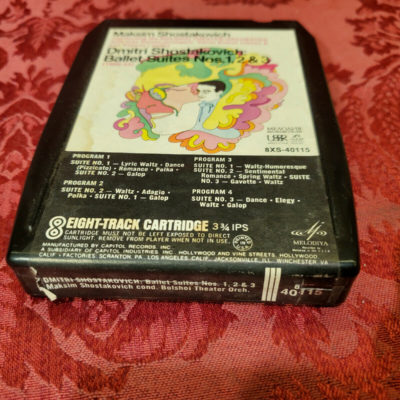 Maksim Shostakovich
Dmitri Shostakovich:
Ballet Suites Nos. 1, 2 & 3
8XS-40115
PROGRAM 1
SUITE NO. 1 — Lyric Waltz - Dance
(Pizzicato) - Romance - Polka -
SUITE NO. 2 — Galop
PROGRAM 2
SUITE NO. 2 — Waltz - Adagio -
Polka - SUITE NO. 1 — Galop
PROGRAM 3
SUITE NO. 1 — Waltz-Humoresque
SUITE NO. 2 — Sentimental
Romance - Spring Waltz - SUITE
NO. 3 — Gavotte - Waltz
PROGRAM 4
SUITE NO. 3 — Dance - Elegy -
Waltz - Galop
8 EIGHT-TRACK CARTRIDGE 3¾ IPS
CARTRIDGE MUST NOT BE LEFT EXPOSED TO DIRECT
SUNLIGHT. REMOVE FROM PLAYER WHEN NOT IN USE.
MELODIYA
MANUFACTURED BY CAPITOL RECORDS, INC.,
A SUBSIDIARY OF CAPITOL INDUSTRIES, INC., HOLLYWOOD AND VINE STREETS, HOLLYWOOD,
CALIF. • FACTORIES: SCRANTON, PA., LOS ANGELES, CALIF., JACKSONVILLE, ILL., WINCHESTER, VA.
DMITRI SHOSTAKOVICH: Ballet Suites Nos. 1, 2 & 3
Maksim Shostakovich cond. Bolshoi Theater Orch.
8
40115